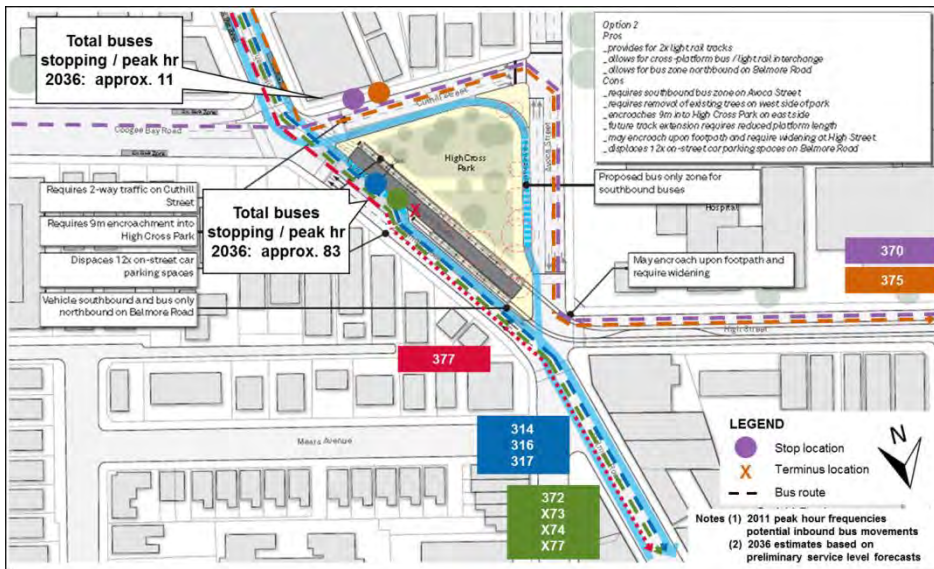 Total buses
stopping / peak hr
2036: approx. 11
Option 2
Pros
_provides for 2x light rail tracks
_allows for cross-platform bus / light rail interchange
_allows for bus zone northbound on Belmore Road
Cons
_requires southbound bus zone on Avoca Street
_requires removal of existing trees on west side of park
_encroaches 9m into High Cross Park on east side
_future track extension requires reduced platform length
_may encroach upon footpath and require widening at High Street
_displaces 12x on-street car parking spaces on Belmore Road
Cuthill Street
Coogee Bay Road
Avoca Street
High Cross
Park
Proposed bus only zone for
southbound buses
Hospital
Requires 2-way traffic on Cuthill
Street
Requires 9m encroachment into
High Cross Park
Dispaces 12x on-street car
parking spaces
Vehicle southbound and bus only
northbound on Belmore Road
Total buses
stopping / peak hr
2036: approx. 83
X
May encroach upon footpath and
require widening
370
375
High Street
377
Mears Avenue
314
316
317
372
X73
X74
X77
LEGEND
Stop location
X Terminus location
Bus route
N
Notes (1) 2011 peak hour frequencies
potential inbound bus movements
(2) 2036 estimates based on
preliminary service level forecasts